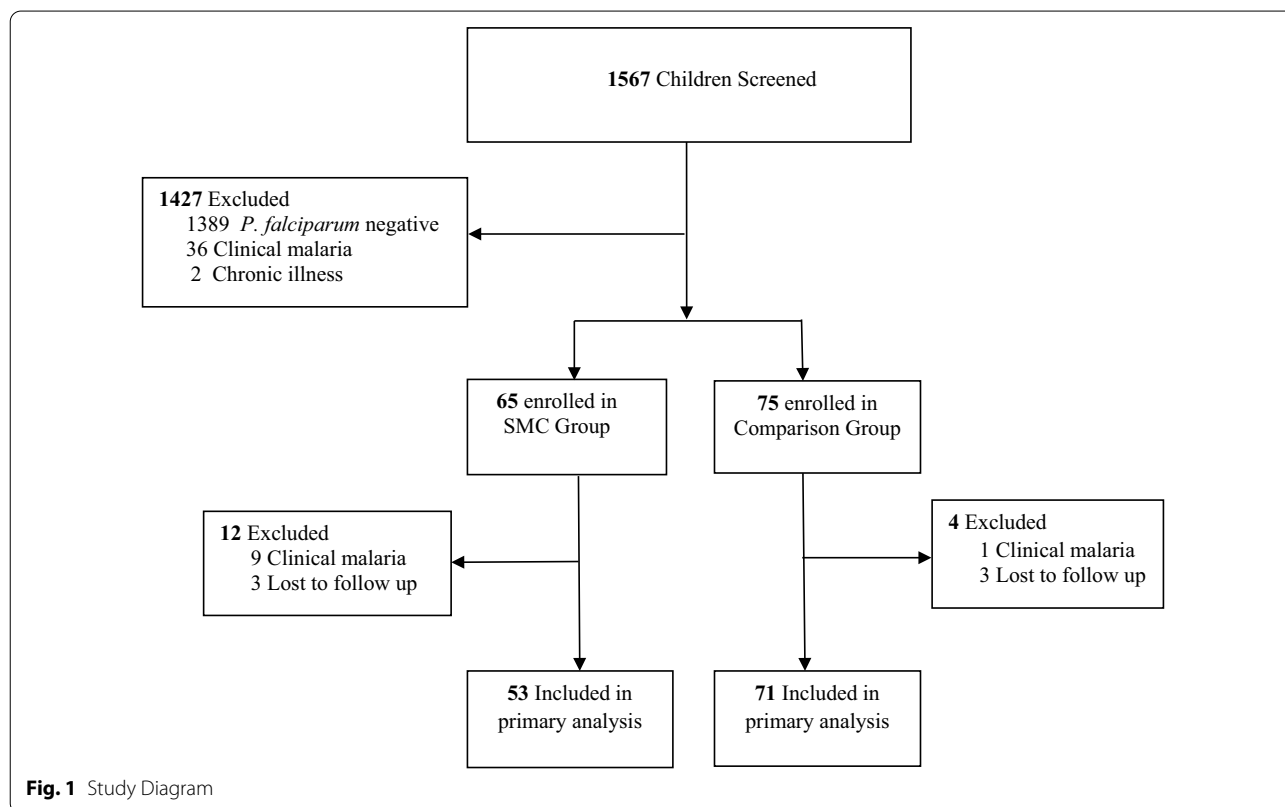 1567 Children Screened
1427 Excluded
1389 P. falciparum negative
36 Clinical malaria
2 Chronic illness
65 enrolled in
SMC Group
75 enrolled in
Comparison Group
12 Excluded
9 Clinical malaria
3 Lost to follow up
4 Excluded
1 Clinical malaria
3 Lost to follow up
53 Included in
primary analysis
71 Included in
primary analysis
Fig. 1 Study Diagram